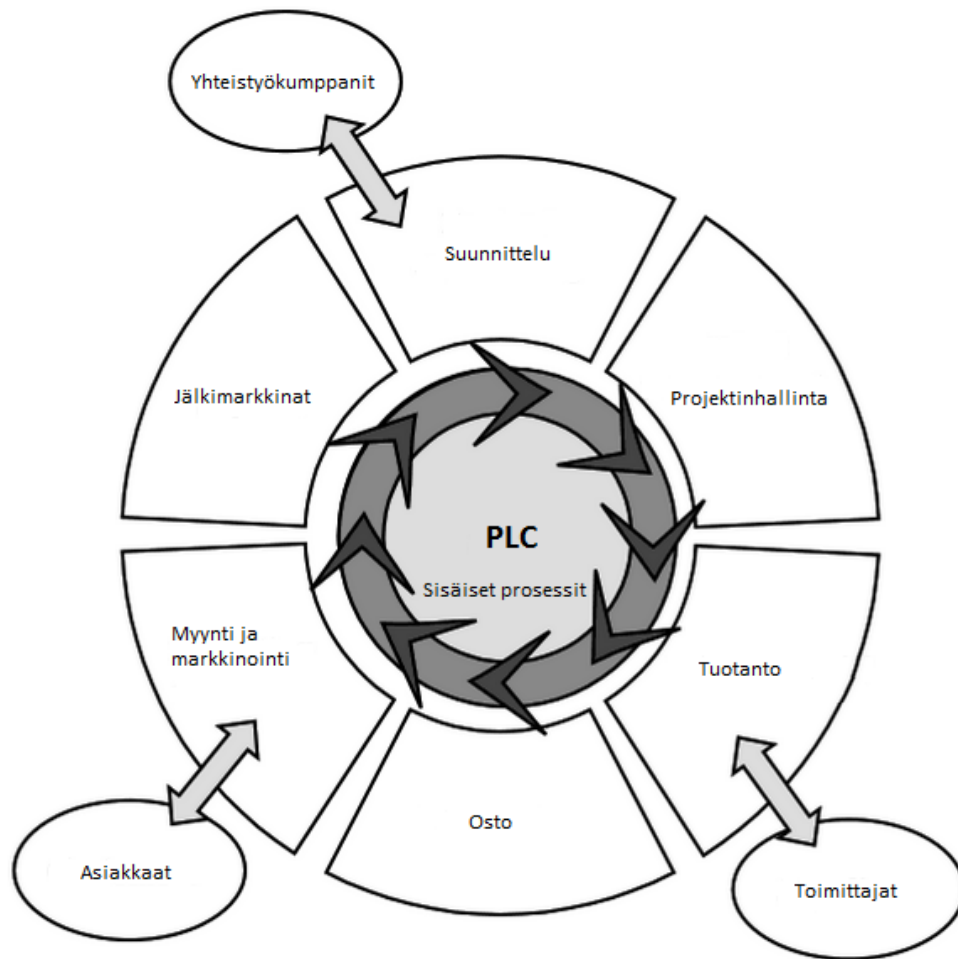 Yhteistyökumppanit
Suunnittelu
Jälkimarkkinat
Projektinhallinta
PLC
Sisäiset prosessit
Myynti ja
markkinointi
Tuotanto
Osto
Asiakkaat
Toimittajat